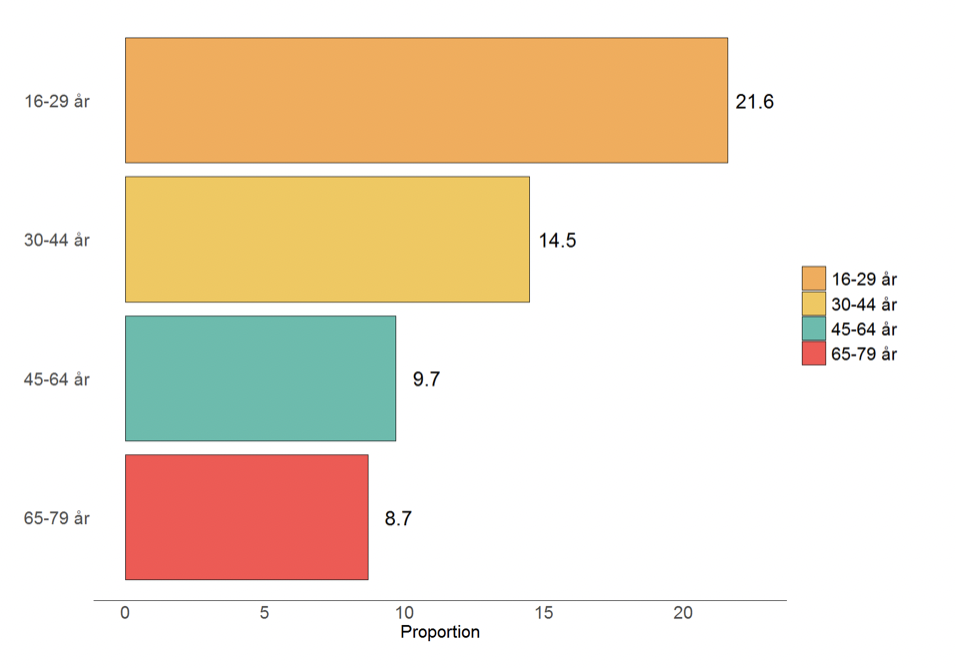 16-29 år
21.6
30-44 år
14.5
45-64 år
9.7
65-79 år
8.7
0 5 10 15 20
Proportion
16-29 år
30-44 år
45-64 år
65-79 år